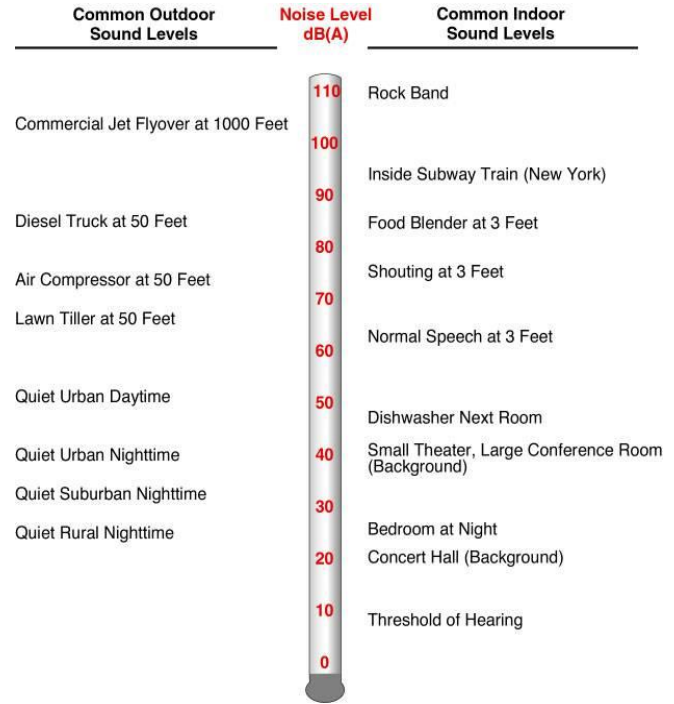 Common Outdoor
Sound Levels
Noise Level
dB(A)
Common Indoor
Sound Levels
110
Rock Band
Commercial Jet Flyover at 1000 Feet
100
Inside Subway Train (New York)
90
Diesel Truck at 50 Feet
Food Blender at 3 Feet
80
Shouting at 3 Feet
Air Compressor at 50 Feet
70
Lawn Tiller at 50 Feet
Normal Speech at 3 Feet
60
Quiet Urban Daytime
50
Dishwasher Next Room
Quiet Urban Nighttime
40
Small Theater, Large Conference Room
(Background)
Quiet Suburban Nighttime
30
Quiet Rural Nighttime
Bedroom at Night
20
Concert Hall (Background)
10
Threshold of Hearing
0